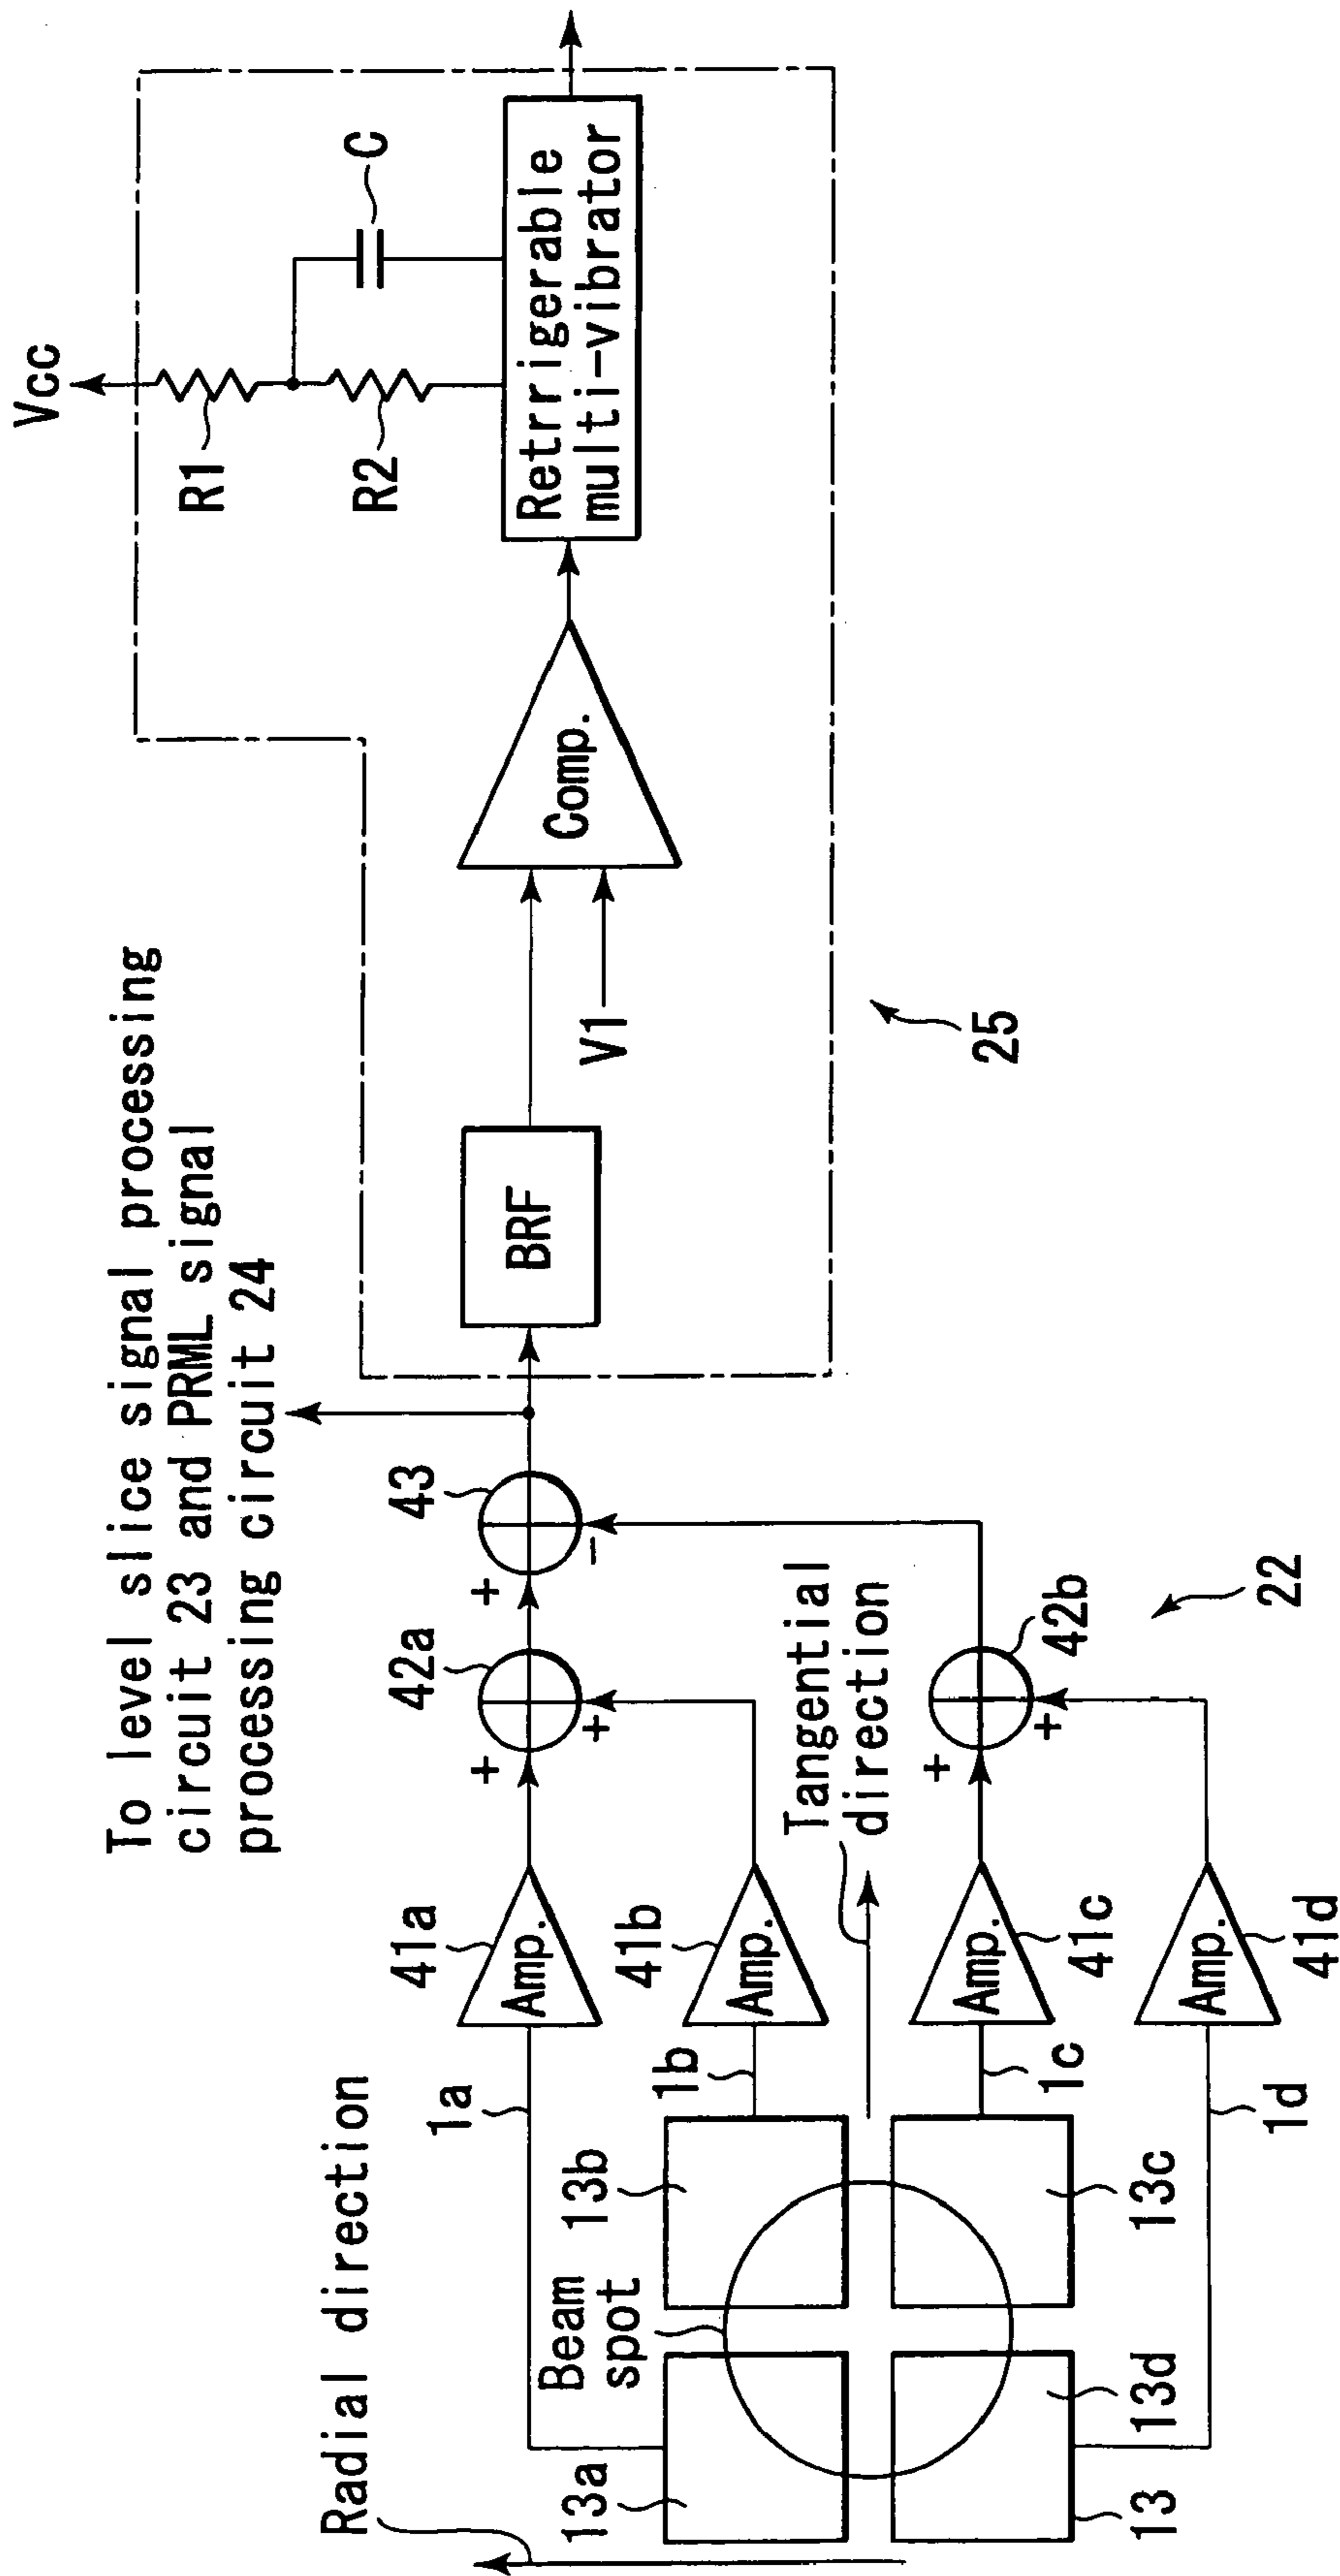 Vcc
R1
R2
C
Retrrigerable
multi-vibrator
Comp.
V1
BRF
25
To level slice signal processing
circuit 23 and PRML signal
processing circuit 24
43
+
-
42a
+
+
42b
+
+
22
Tangential
direction
41a
Amp.
41b
Amp.
41c
Amp.
41d
Amp.
1a
1b
1c
1d
Radial direction
Beam
spot
13a
13b
13c
13d
13